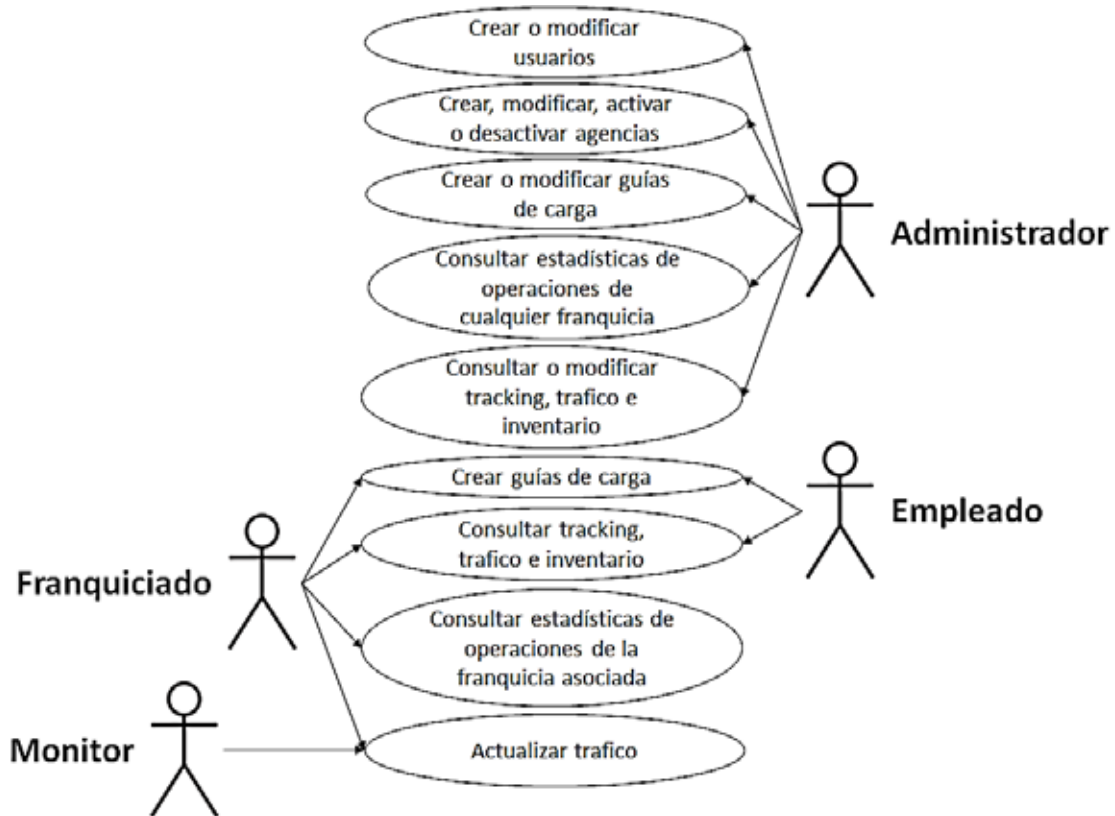 Crear o modificar
usuarios
Crear, modificar, activar
o desactivar agencias
Crear o modificar guías
de carga
Administrador
Consultar estadísticas de
operaciones de
cualquier franquicia
Consultar o modificar
tracking, trafico e
inventario
Crear guías de carga
Empleado
Consultar tracking,
trafico e inventario
Franquiciado
Consultar estadísticas de
operaciones de la
franquicia asociada
Monitor
Actualizar trafico